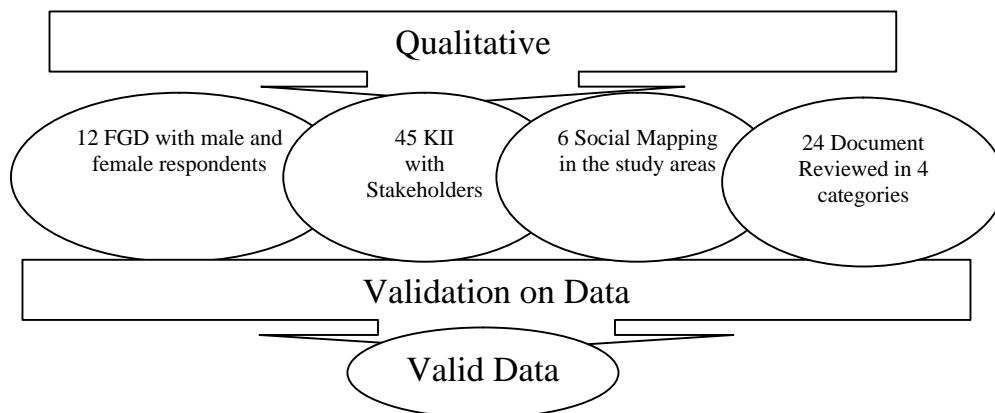 Qualitative
12 FGD with male and
female respondents
45 KII
with
Stakeholders
6 Social Mapping
in the study areas
24 Document
Reviewed in 4
categories
Validation on Data
Valid Data